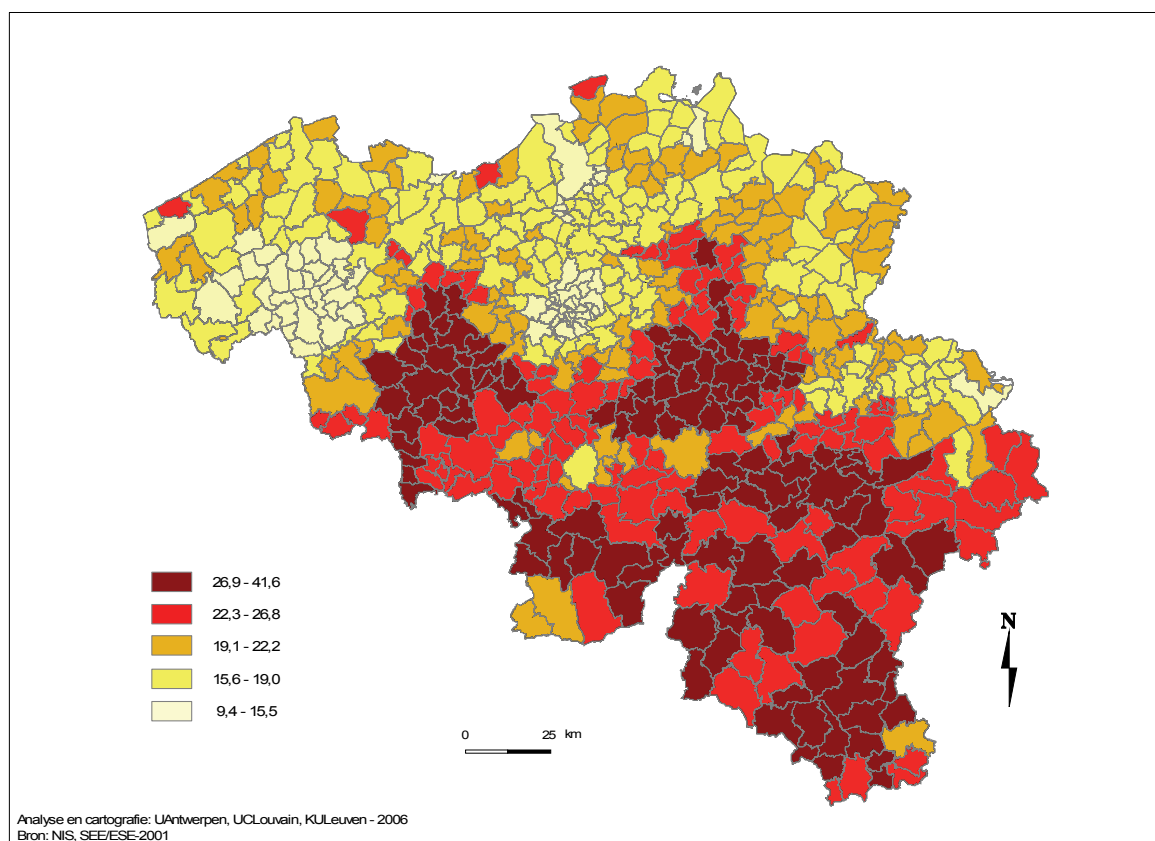 26,9 - 41,6
22,3 - 26,8
19,1 - 22,2
15,6 - 19,0
9,4 - 15,5
0 25 km
N
Analyse en cartografie: UAntwerpen, UCLouvain, KULeuven - 2006
Bron: NIS, SEE/ESE-2001